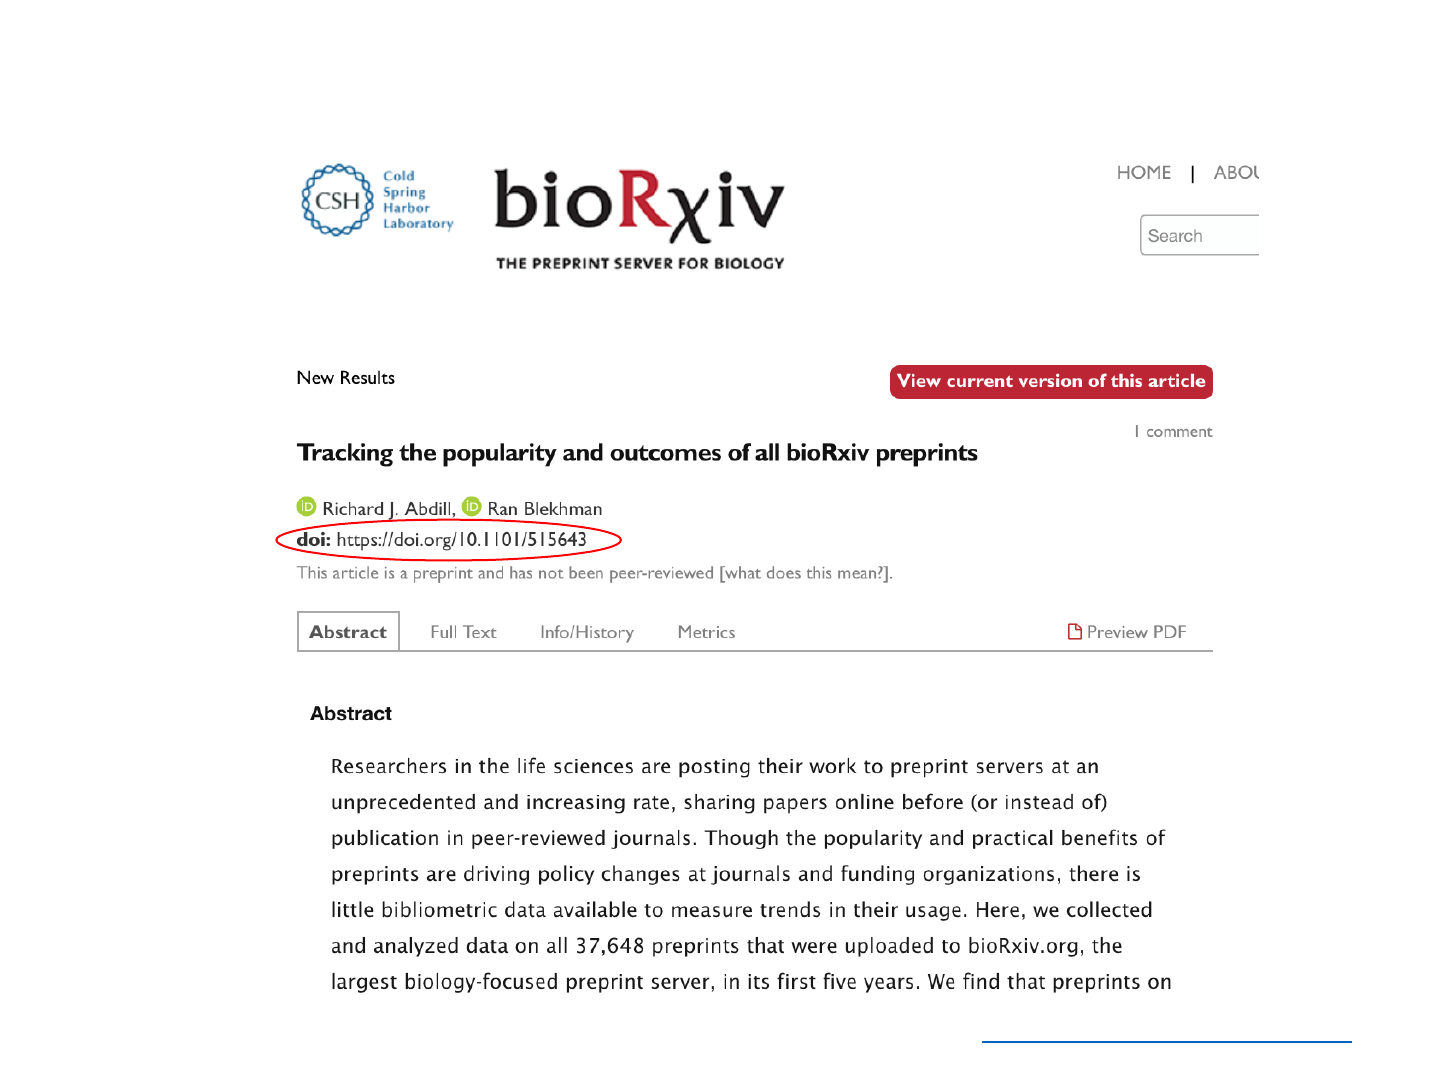 CSH
Cold
Spring
Harbor
Laboratory
bioRxiv
THE PREPRINT SERVER FOR BIOLOGY
HOME | ABOU
Search
New Results
View current version of this article
1 comment
Tracking the popularity and outcomes of all bioRxiv preprints
iD Richard J. Abdill, iD Ran Blekhman
doi: https://doi.org/10.1101/515643
This article is a preprint and has not been peer-reviewed [what does this mean?].
Abstract Full Text Info/History Metrics Preview PDF
Abstract
Researchers in the life sciences are posting their work to preprint servers at an
unprecedented and increasing rate, sharing papers online before (or instead of)
publication in peer-reviewed journals. Though the popularity and practical benefits of
preprints are driving policy changes at journals and funding organizations, there is
little bibliometric data available to measure trends in their usage. Here, we collected
and analyzed data on all 37,648 preprints that were uploaded to bioRxiv.org, the
largest biology-focused preprint server, in its first five years. We find that preprints on